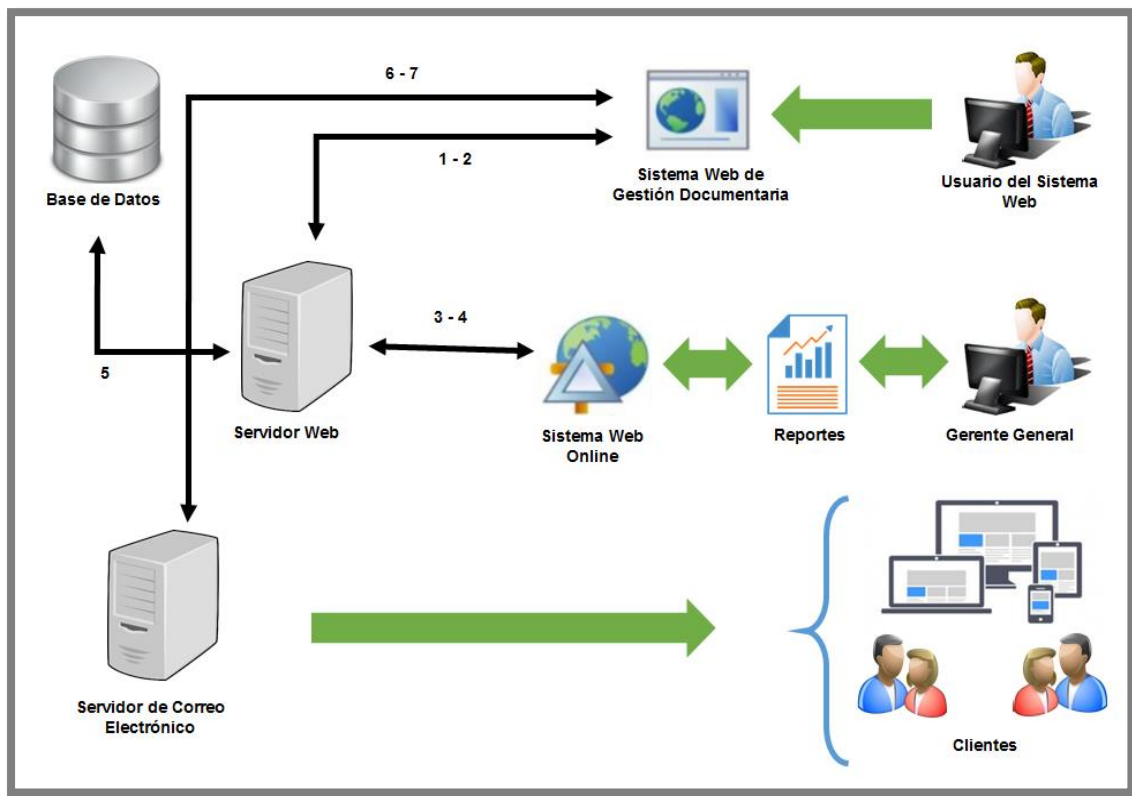 6 - 7
1 - 2
Base de Datos
Sistema Web de
Gestión Documentaria
Usuario del Sistema
Web
3 - 4
5
Servidor Web
Sistema Web
Online
Reportes
Gerente General
Servidor de Correo
Electrónico
Clientes